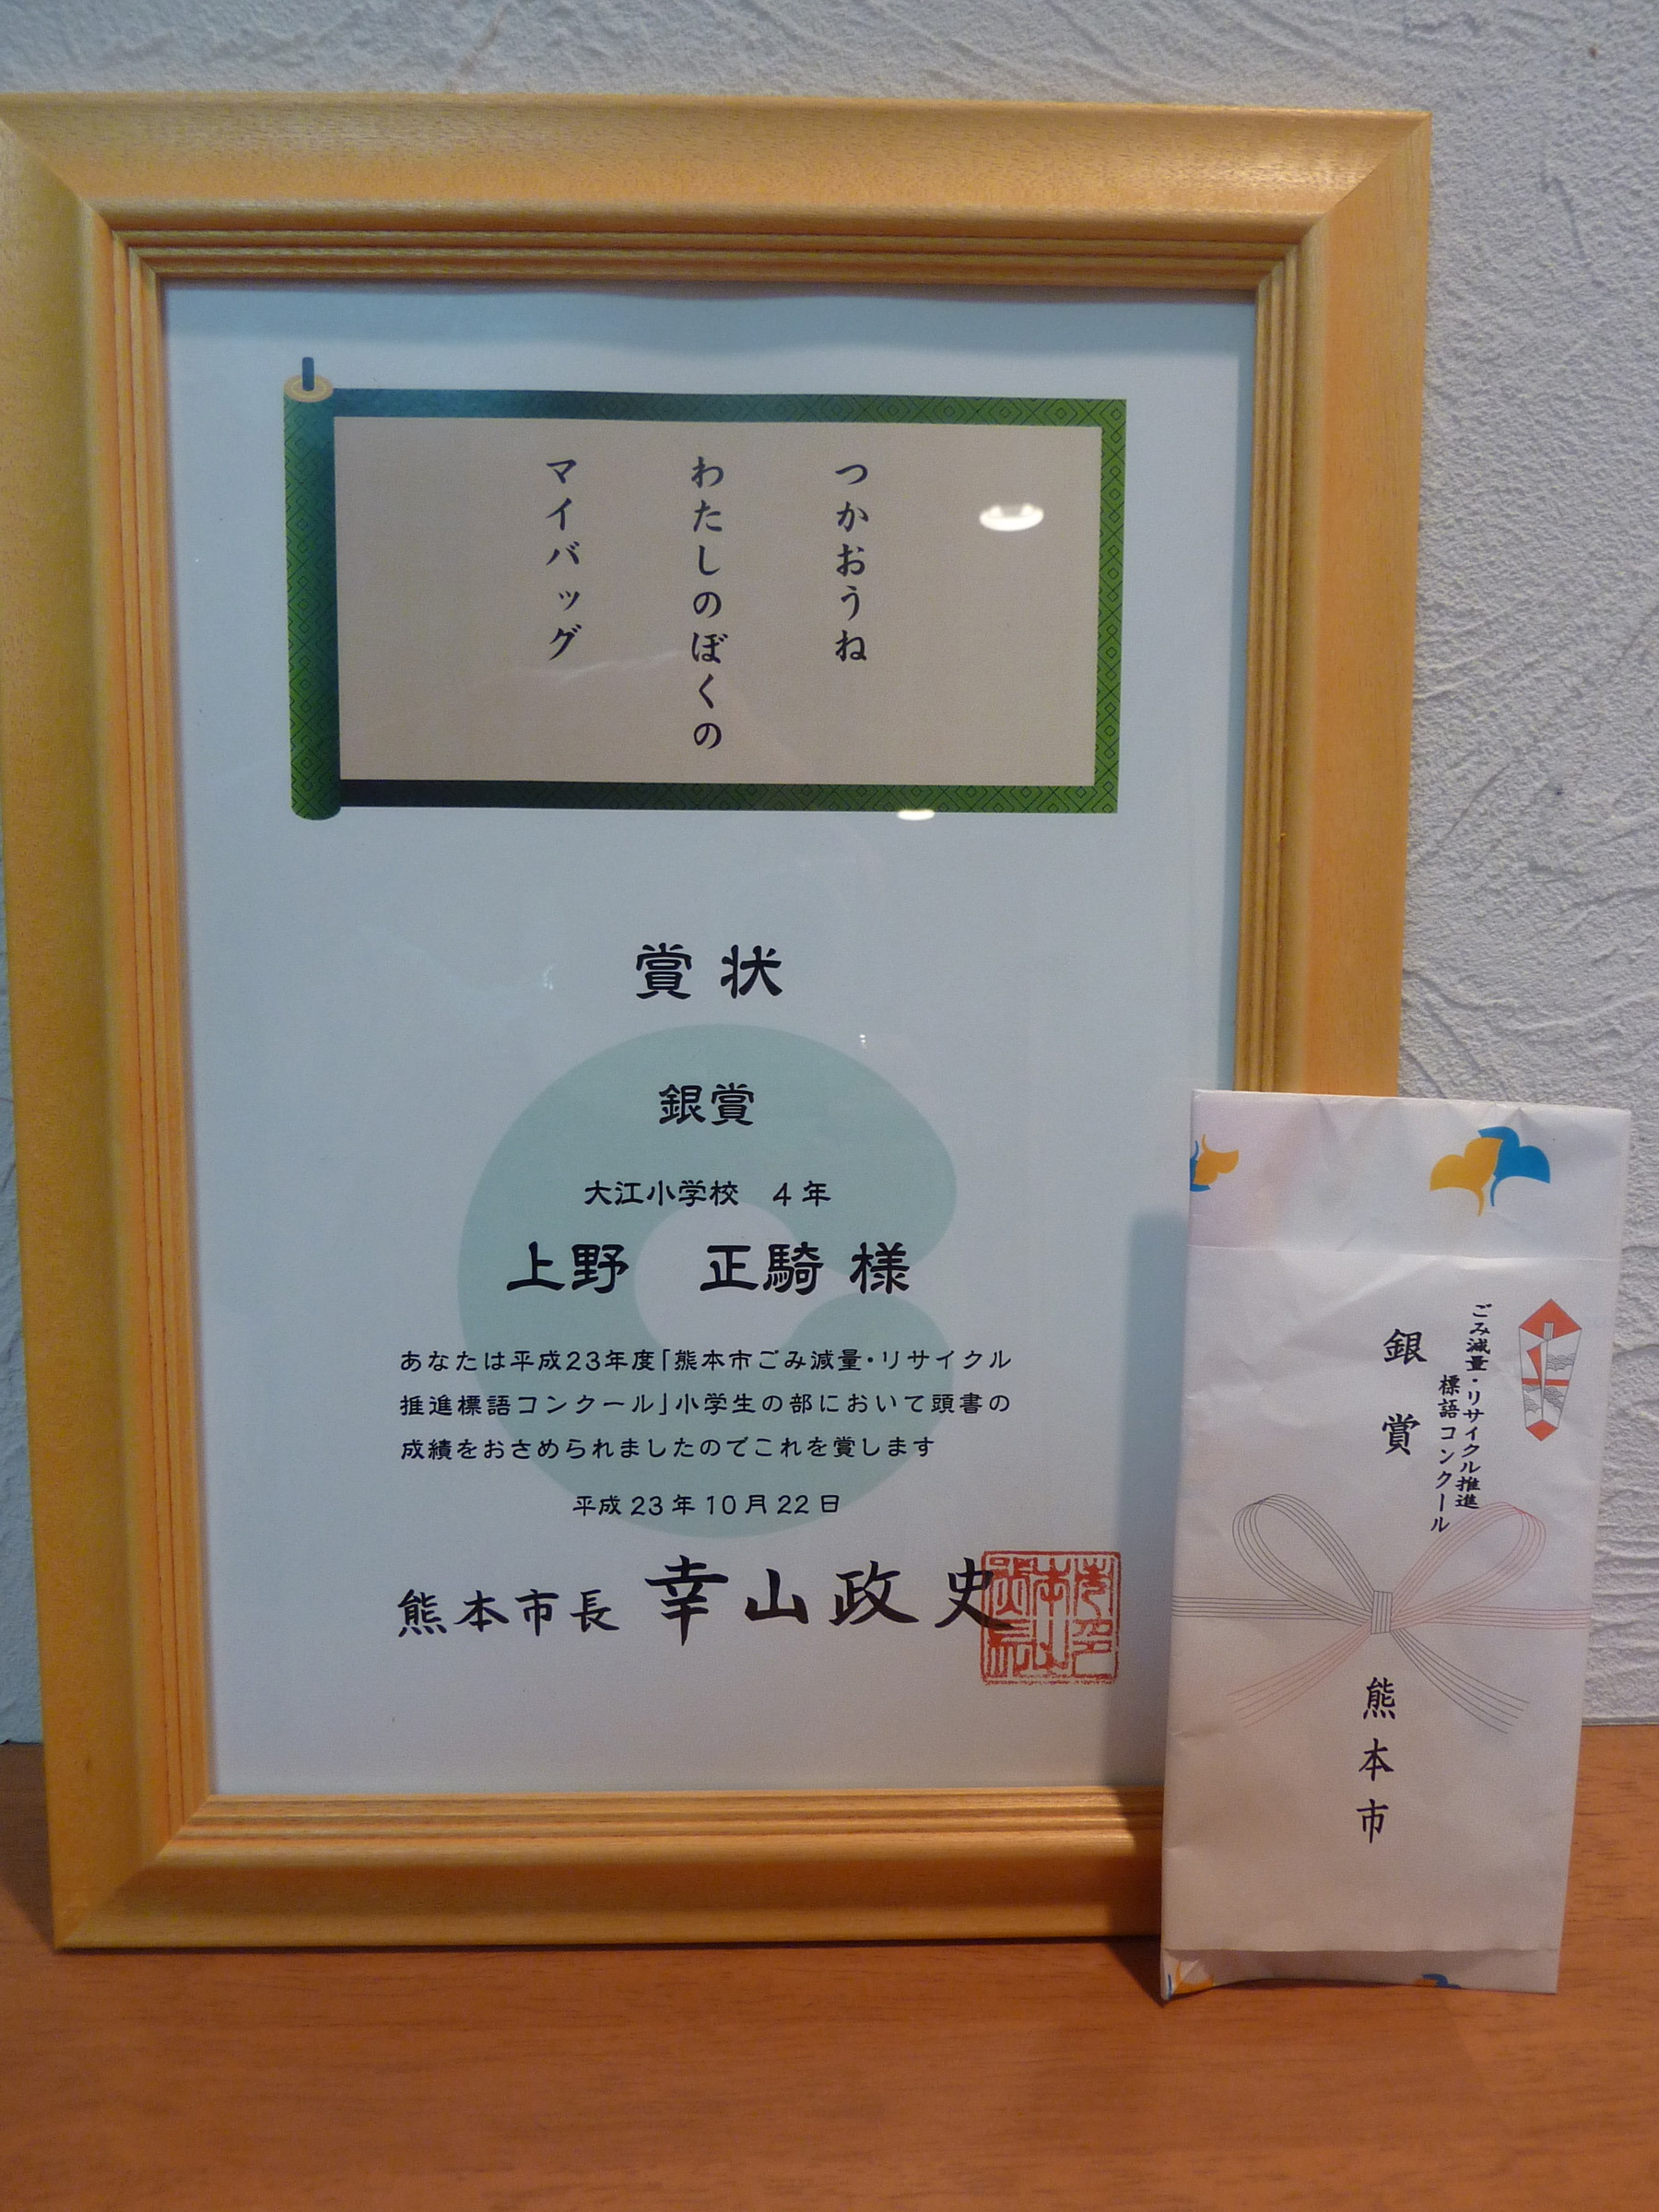 つかおうね
わたしのぼくの
マイバッグ
賞状
銀賞
大江小学校　4年
上野　正騎 様
あなたは平成23年度「熊本市ごみ減量・リサイクル
推進標語コンクール」小学生の部において頭書の
成績をおさめられましたのでこれを賞します
平成23年10月22日
熊本市長 幸山政史
ごみ減量・リサイクル推進
標語コンクール
銀賞
熊本市